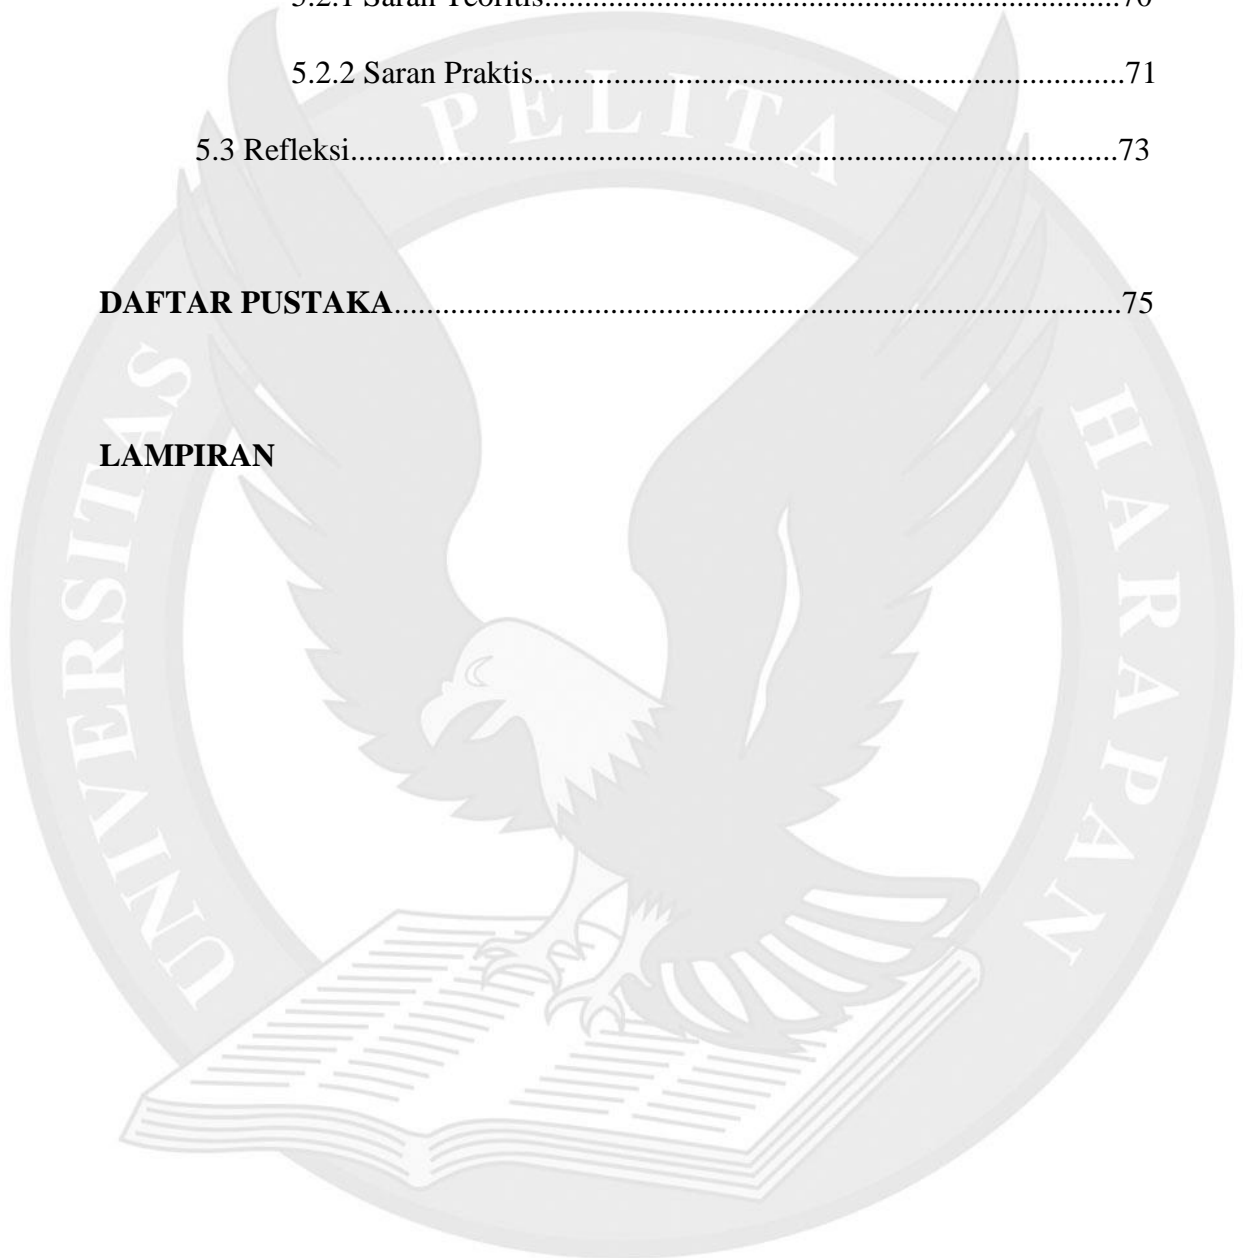 5.2.1 Saran Teoritis..........................................................................70
5.2.2 Saran Praktis...........................................................................71
5.3 Refleksi.................................................................................73
DAFTAR PUSTAKA..........................................................................................75
LAMPIRAN
UNIVERSITAS PELITA HARAPAN